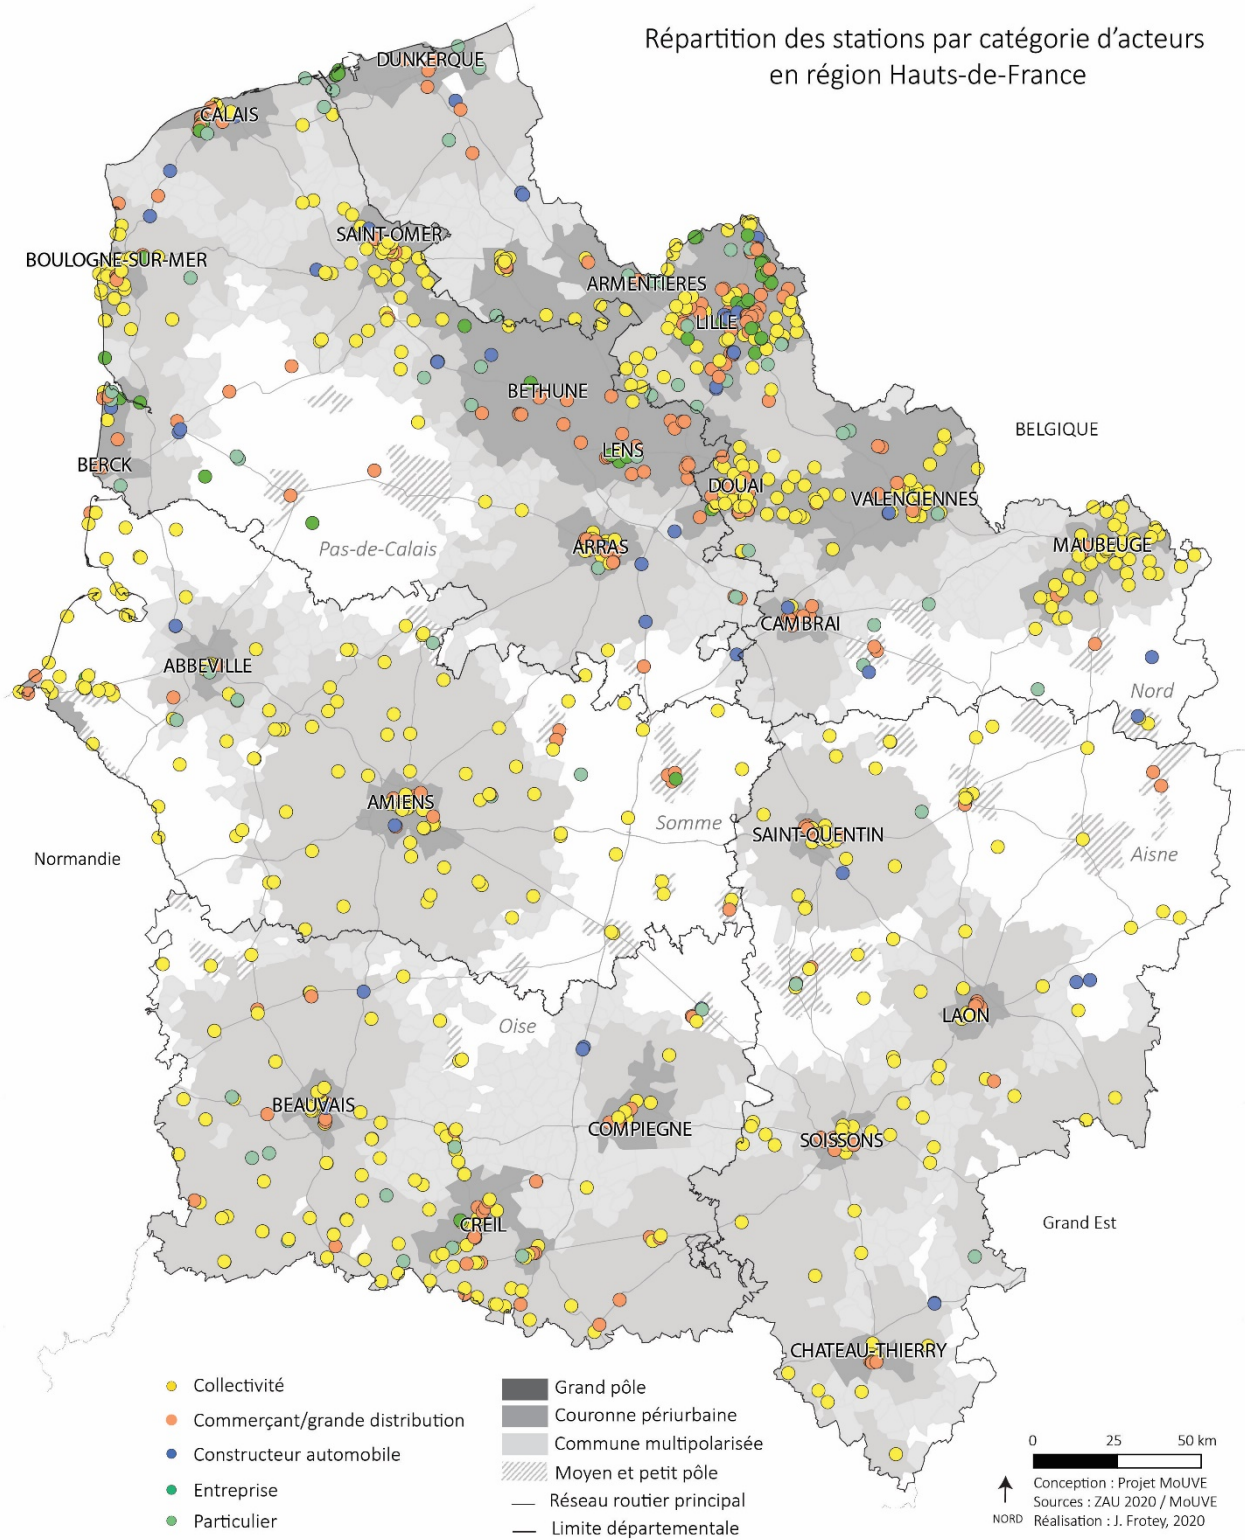 Répartition des stations par catégorie d'acteurs
en région Hauts-de-France
DUNKERQUE
CALAIS
SAINT-OMER
BOULOGNE-SUR-MER
ARMENTIERES
LILLE
BETHUNE
BELGIQUE
LENS
BERCK
DOUAI
VALENCIENNES
Pas-de-Calais
ARRAS
MAUBEUGE
CAMBRAI
ABBEVILLE
Nord
AMIENS
Somme
SAINT-QUENTIN
Normandie
Aisne
LAON
Oise
BEAUVAIS
COMPIEGNE
SOISSONS
CREIL
Grand Est
CHATEAU-THIERRY
Collectivité
Commerçant/grande distribution
Constructeur automobile
Entreprise
Particulier
Grand pôle
Couronne périurbaine
Commune multipolarisée
Moyen et petit pôle
Réseau routier principal
Limite départementale
0 25 50 km
NORD
Conception : Projet MoUVE
Sources : ZAU 2020 / MoUVE
Réalisation : J. Frotey, 2020